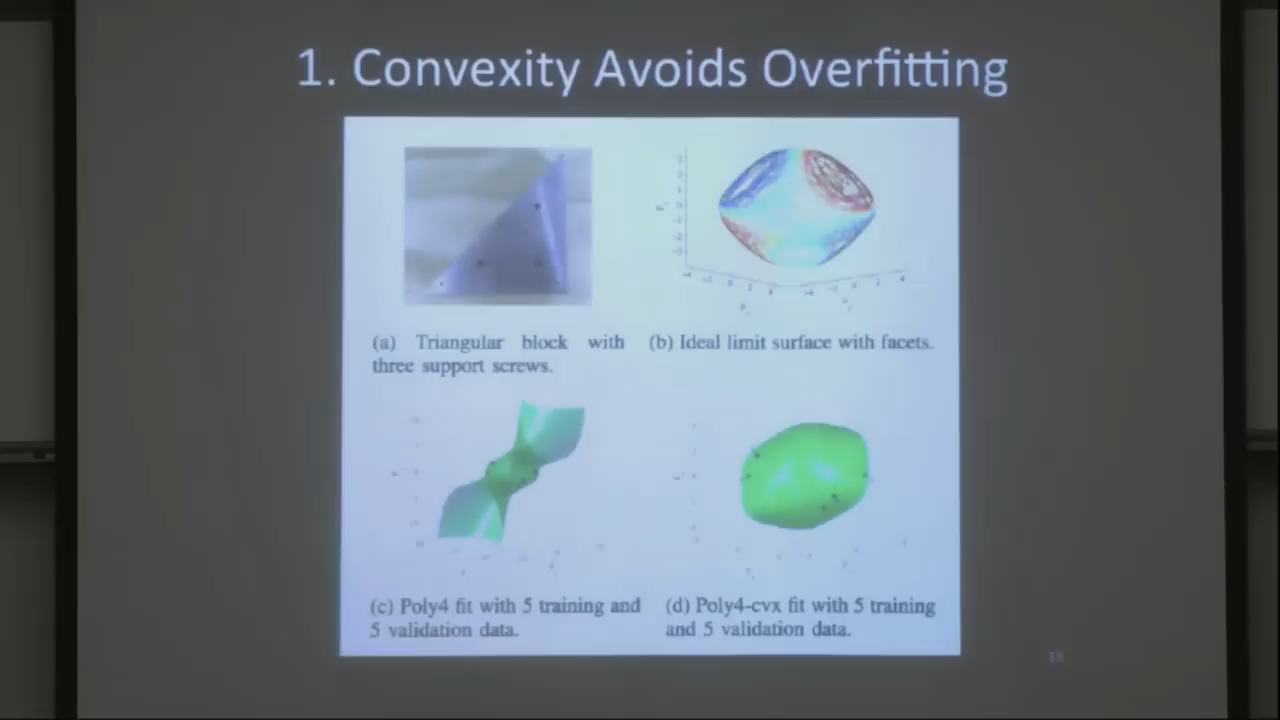 1. Convexity Avoids Overfitting
(a) Triangular block with
three support screws.
(b) Ideal limit surface with facets.
(c) Poly4 fit with 5 training and
5 validation data.
(d) Poly4-cvx fit with 5 training
and 5 validation data.